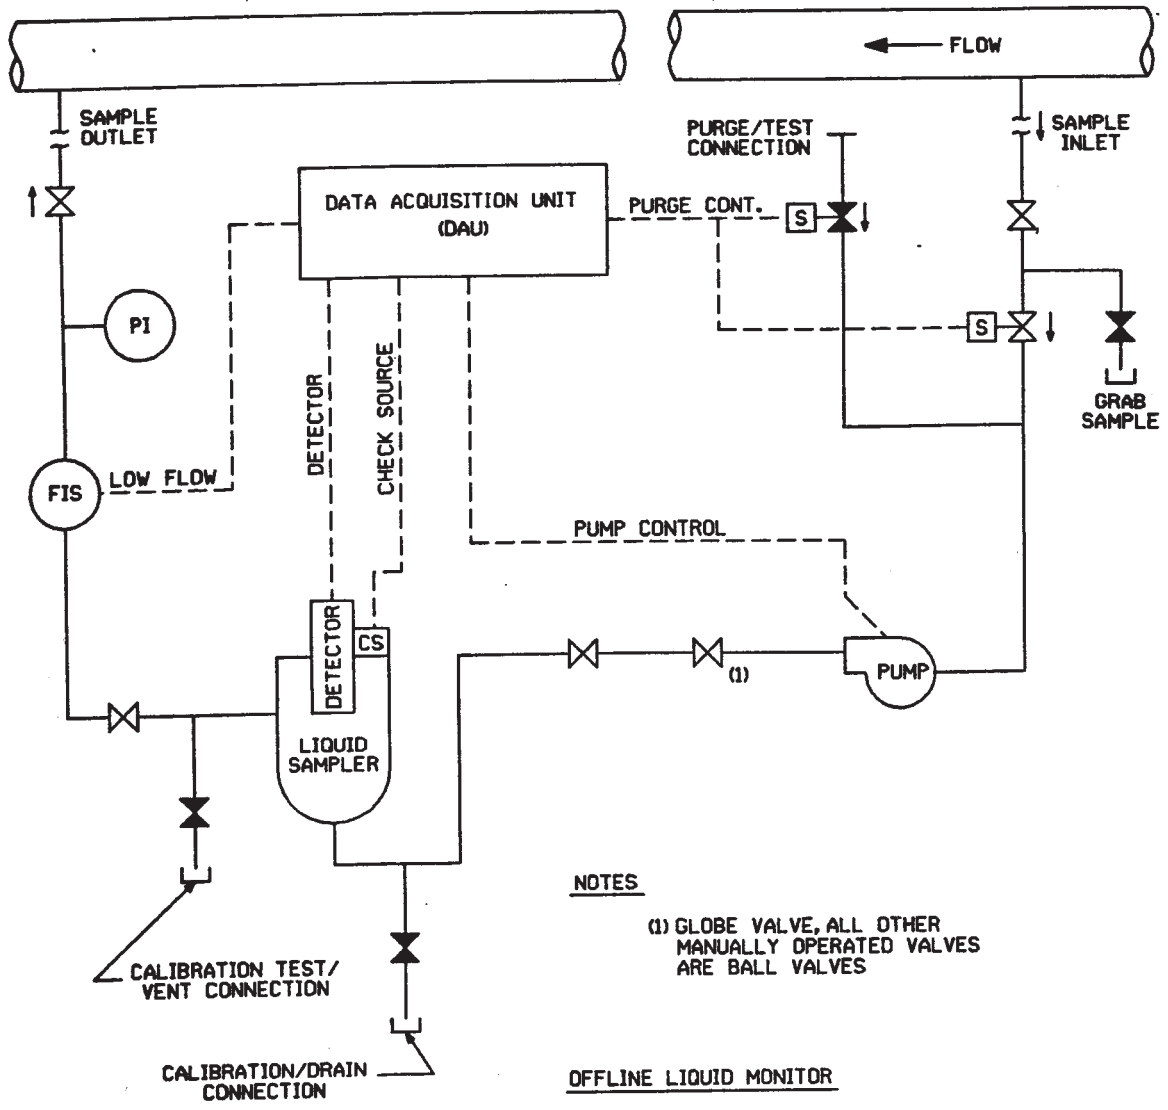 FLOW
SAMPLE
OUTLET
PURGE/TEST
CONNECTION
SAMPLE
INLET
DATA ACQUISITION UNIT
(DAU)
PURGE CONT.
S
PI
S
DETECTOR
CHECK SOURCE
GRAB
SAMPLE
FIS
LOW FLOW
PUMP CONTROL
DETECTOR
CS
PUMP
(1)
LIQUID
SAMPLER
NOTES
(1) GLOBE VALVE, ALL OTHER
MANUALLY OPERATED VALVES
ARE BALL VALVES
CALIBRATION TEST/
VENT CONNECTION
CALIBRATION/DRAIN
CONNECTION
OFFLINE LIQUID MONITOR